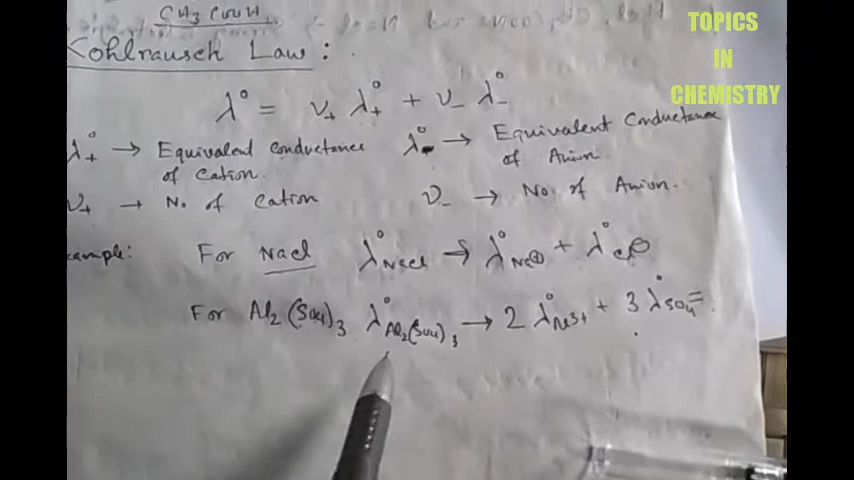 TOPICS
IN
CHEMISTRY
CH3COOH
Kohlrausch Law :
λ° = ν+ λ°+ + ν- λ°-
λ°+ → Equivalent Conductance of Cation.
λ°- → Equivalent Conductance of Anion.
ν+ → No of Cation
ν- → No of Anion.
xample: For NaCl λ°NaCl → λ°Na⊕ + λ°Cl⊖
For Al2(SO4)3 λ°Al2(SO4)3 → 2 λ°Al3+ + 3 λ°SO4=.